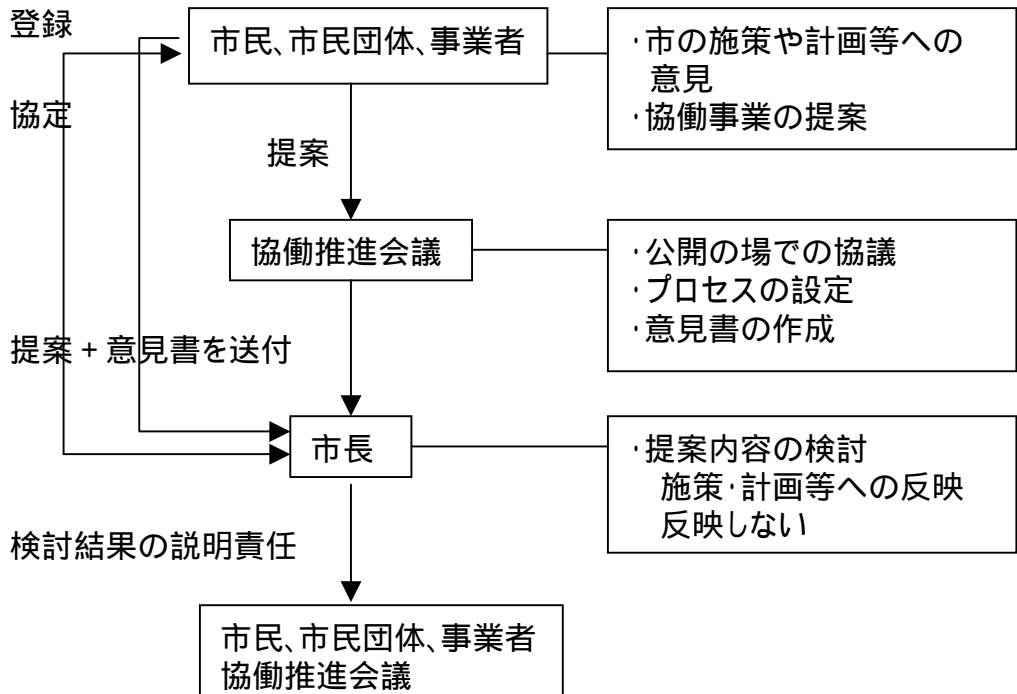 登録
市民、市民団体、事業者
・市の施策や計画等への
意見
・協働事業の提案
協定
提案
協働推進会議
・公開の場での協議
・プロセスの設定
・意見書の作成
提案 + 意見書を送付
市長
・提案内容の検討
施策・計画等への反映
反映しない
検討結果の説明責任
市民、市民団体、事業者
協働推進会議